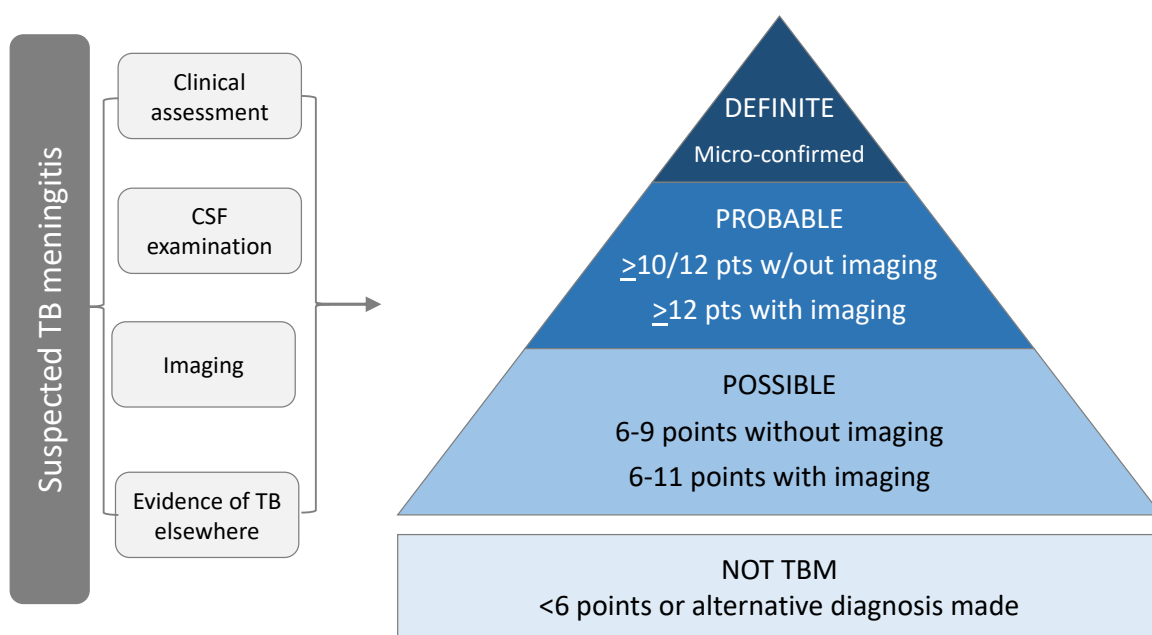 Suspected TB meningitis
Clinical
assessment
CSF
examination
Imaging
Evidence of TB
elsewhere
DEFINITE
Micro-confirmed
PROBABLE
≥10/12 pts w/out imaging
≥12 pts with imaging
POSSIBLE
6-9 points without imaging
6-11 points with imaging
NOT TBM
<6 points or alternative diagnosis made